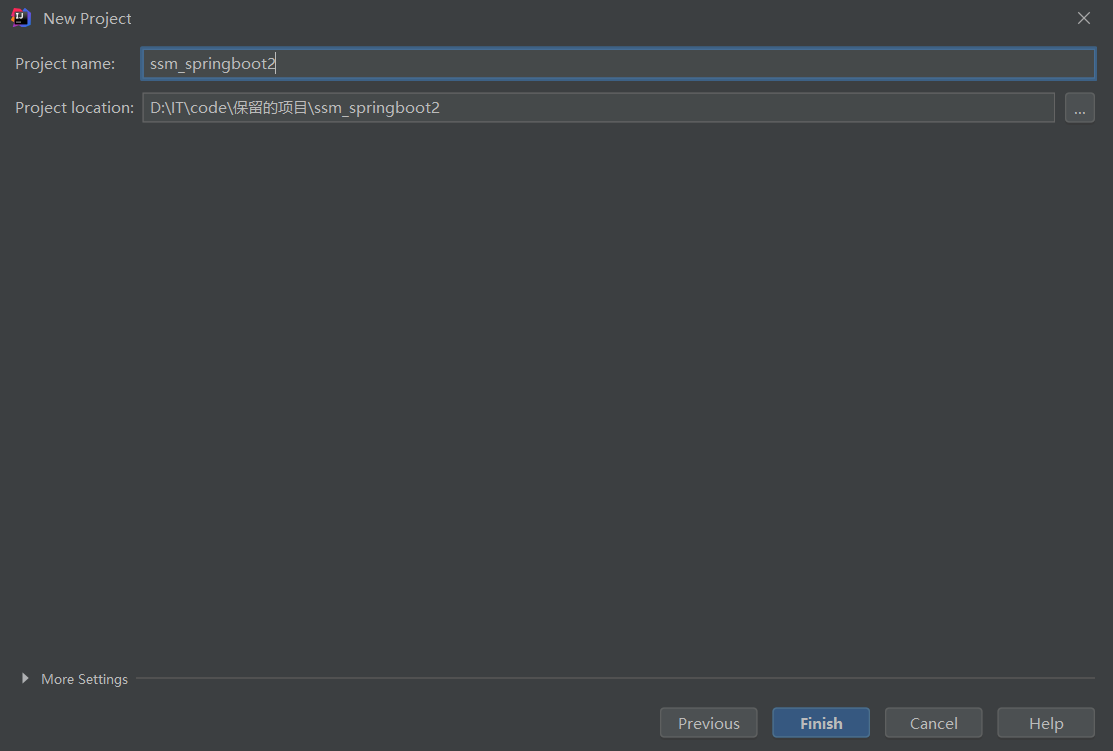 New Project
Project name: ssm_springboot2
Project location: D:\IT\code\保留的项目\ssm_springboot2 ...
More Settings
Previous Finish Cancel Help